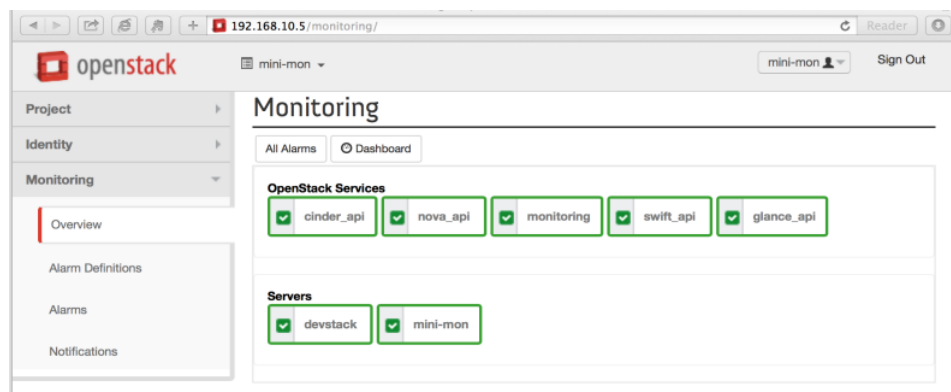 192.168.10.5/monitoring/
Reader
openstack
mini-mon
mini-mon
Sign Out
Project
Identity
Monitoring
Overview
Alarm Definitions
Alarms
Notifications
Monitoring
All Alarms
Dashboard
OpenStack Services
cinder_api
nova_api
monitoring
swift_api
glance_api
Servers
devstack
mini-mon